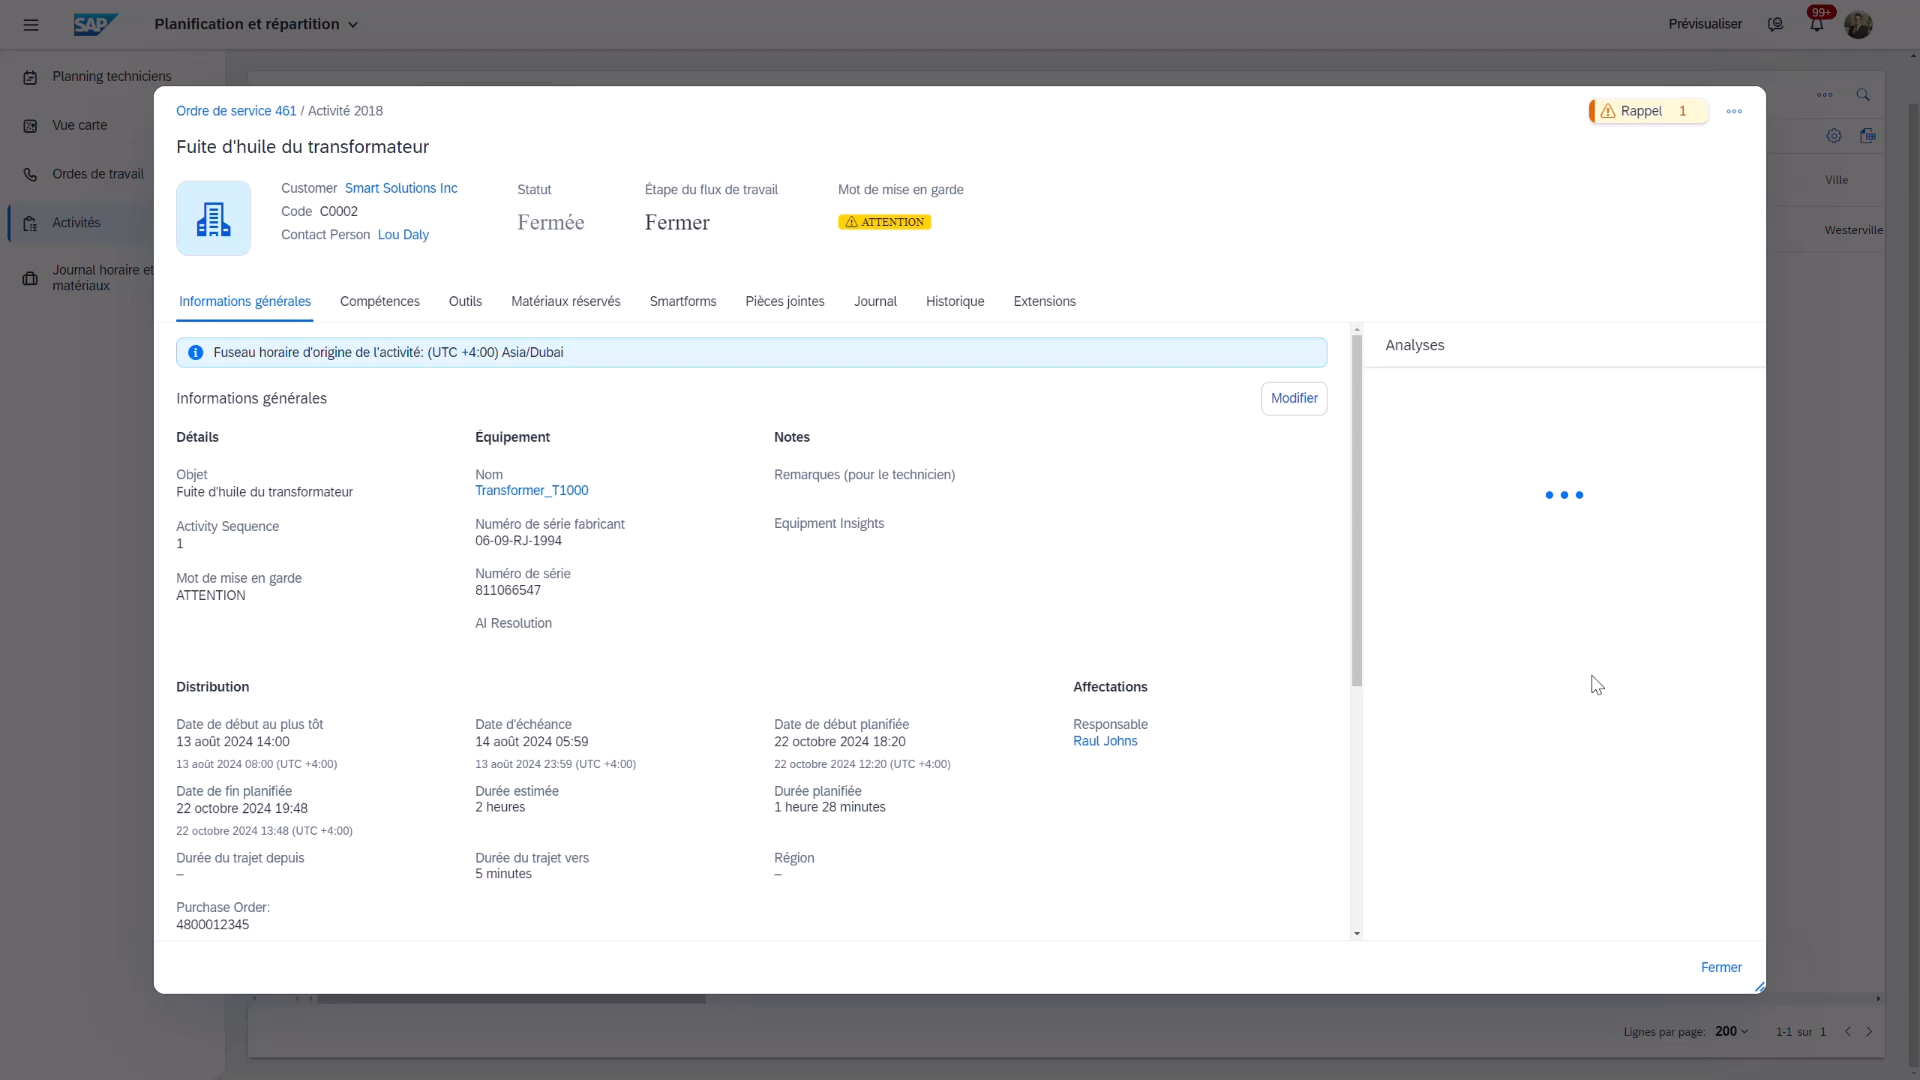 SAP
Planification et répartition
Prévisualiser
99+
Planning techniciens
Vue carte
Ordes de travail
Activités
Journal horaire et
matériaux
Ordre de service 461 / Activité 2018
Rappel 1
Fuite d'huile du transformateur
Customer Smart Solutions Inc
Code C0002
Contact Person Lou Daly
Statut
Fermée
Étape du flux de travail
Fermer
Mot de mise en garde
ATTENTION
Ville
Westerville
Informations générales
Compétences
Outils
Matériaux réservés
Smartforms
Pièces jointes
Journal
Historique
Extensions
Fuseau horaire d'origine de l'activité: (UTC +4:00) Asia/Dubai
Analyses
Informations générales
Modifier
Détails
Objet
Fuite d'huile du transformateur
Activity Sequence
1
Mot de mise en garde
ATTENTION
Équipement
Nom
Transformer_T1000
Numéro de série fabricant
06-09-RJ-1994
Numéro de série
811066547
AI Resolution
Notes
Remarques (pour le technicien)
Equipment Insights
Distribution
Date de début au plus tôt
13 août 2024 14:00
13 août 2024 08:00 (UTC +4:00)
Date d'échéance
14 août 2024 05:59
13 août 2024 23:59 (UTC +4:00)
Date de début planifiée
22 octobre 2024 18:20
22 octobre 2024 12:20 (UTC +4:00)
Affectations
Responsable
Raul Johns
Date de fin planifiée
22 octobre 2024 19:48
22 octobre 2024 13:48 (UTC +4:00)
Durée estimée
2 heures
Durée planifiée
1 heure 28 minutes
Durée du trajet depuis
–
Durée du trajet vers
5 minutes
Région
–
Purchase Order:
4800012345
Fermer
Lignes par page: 200
1-1 sur 1